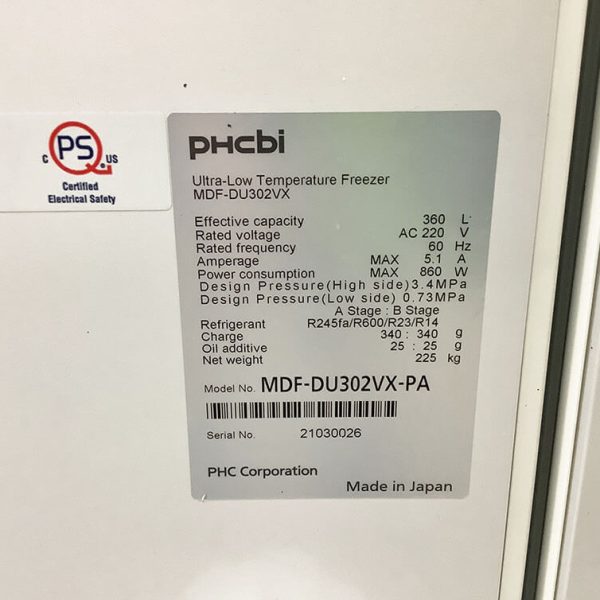 C PS US
Certified
Electrical Safety
PHCbi
Ultra-Low Temperature Freezer
MDF-DU302VX
Effective capacity 360 L
Rated voltage AC 220 V
Rated frequency 60 Hz
Amperage MAX 5.1 A
Power consumption MAX 860 W
Design Pressure(High side)3.4MPa
Design Pressure(Low side) 0.73MPa
A Stage : B Stage
Refrigerant R245fa/R600/R23/R14
Charge 340 : 340 g
Oil additive 25 : 25 g
Net weight 225 kg
Model No. MDF-DU302VX-PA
Serial No. 21030026
PHC Corporation
Made in Japan